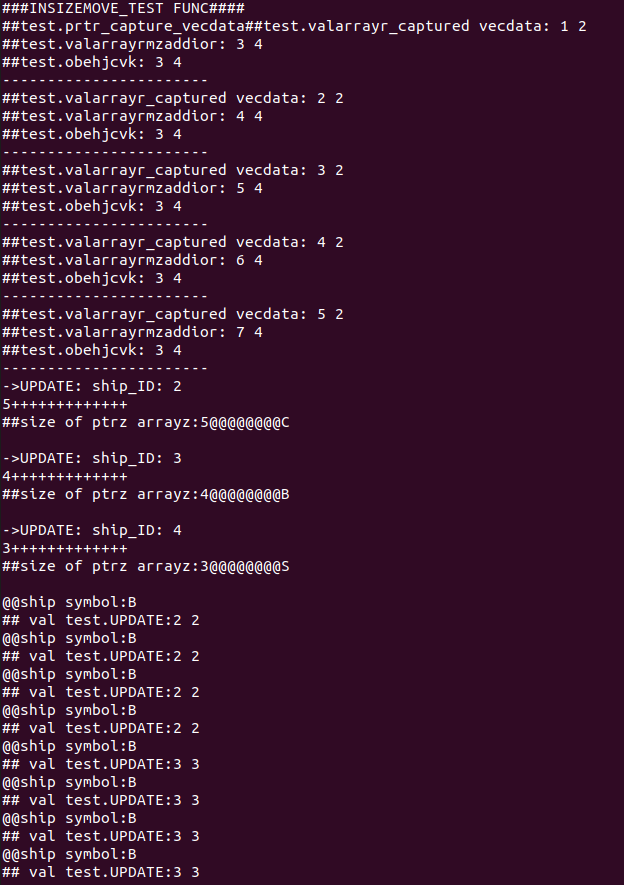 ###INSIZEMOVE_TEST FUNC####
##test.prtr_capture_vecdata##test.valarrayr_captured vecdata: 1 2
##test.valarrayrmzaddior: 3 4
##test.obehjcvk: 3 4
-----------------------
##test.valarrayr_captured vecdata: 2 2
##test.valarrayrmzaddior: 4 4
##test.obehjcvk: 3 4
-----------------------
##test.valarrayr_captured vecdata: 3 2
##test.valarrayrmzaddior: 5 4
##test.obehjcvk: 3 4
-----------------------
##test.valarrayr_captured vecdata: 4 2
##test.valarrayrmzaddior: 6 4
##test.obehjcvk: 3 4
-----------------------
##test.valarrayr_captured vecdata: 5 2
##test.valarrayrmzaddior: 7 4
##test.obehjcvk: 3 4
-----------------------
->UPDATE: ship_ID: 2
5+++++++++++++
##size of ptrz arrayz:5@@@@@@@@C
->UPDATE: ship_ID: 3
4+++++++++++++
##size of ptrz arrayz:4@@@@@@@@B
->UPDATE: ship_ID: 4
3+++++++++++++
##size of ptrz arrayz:3@@@@@@@@S
@@ship symbol:B
## val test.UPDATE:2 2
@@ship symbol:B
## val test.UPDATE:2 2
@@ship symbol:B
## val test.UPDATE:2 2
@@ship symbol:B
## val test.UPDATE:2 2
@@ship symbol:B
## val test.UPDATE:3 3
@@ship symbol:B
## val test.UPDATE:3 3
@@ship symbol:B
## val test.UPDATE:3 3
@@ship symbol:B
## val test.UPDATE:3 3